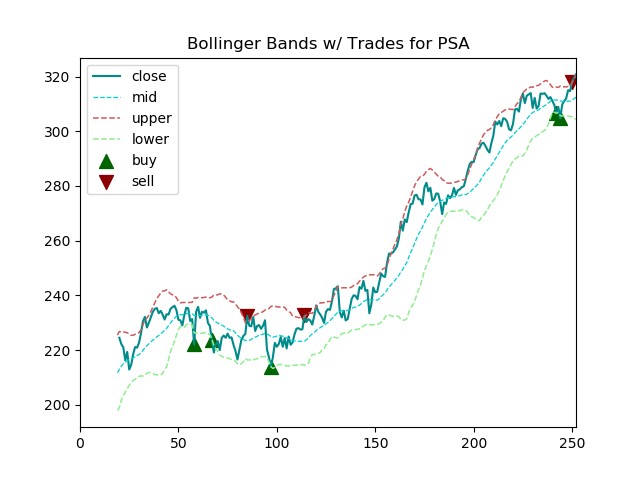 Bollinger Bands w/ Trades for PSA
close
mid
upper
lower
buy
sell
320
300
280
260
240
220
200
0 50 100 150 200 250